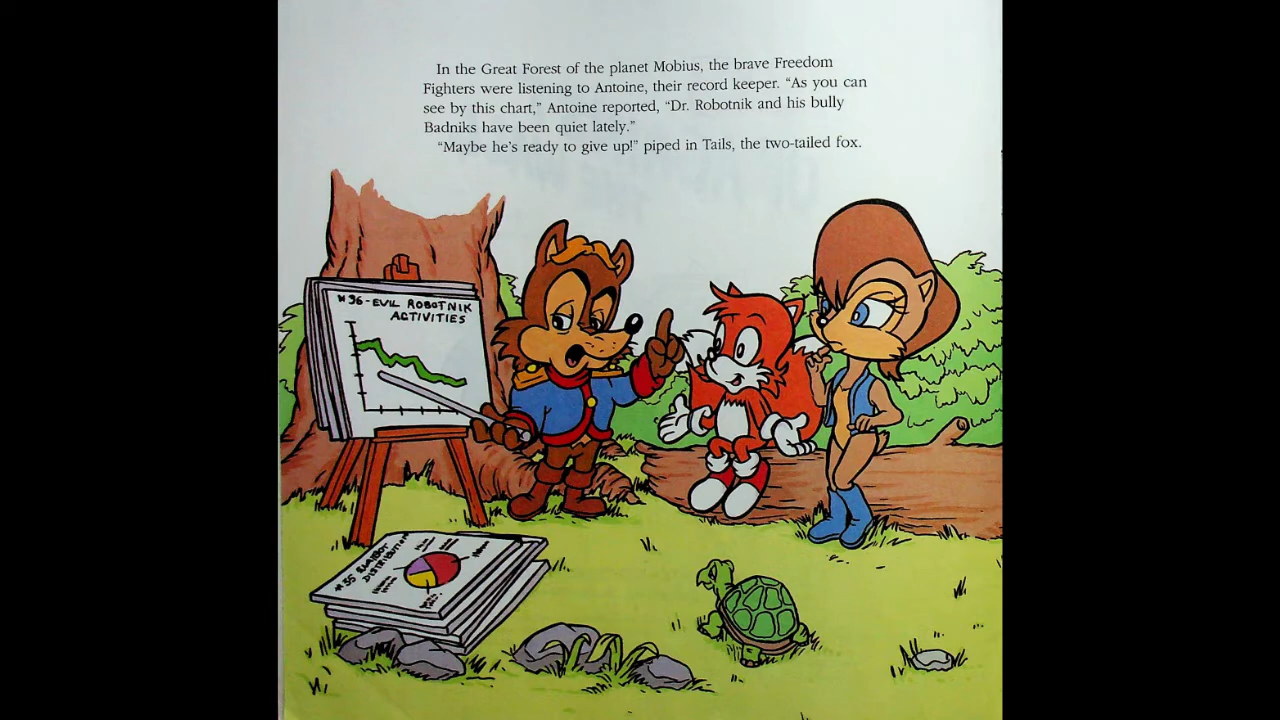 In the Great Forest of the planet Mobius, the brave Freedom
Fighters were listening to Antoine, their record keeper. “As you can
see by this chart,” Antoine reported, “Dr. Robotnik and his bully
Badniks have been quiet lately.”
“Maybe he’s ready to give up!” piped in Tails, the two-tailed fox.
#36-EVIL ROBOTNIK
ACTIVITIES
#35
DISTRIBUTION